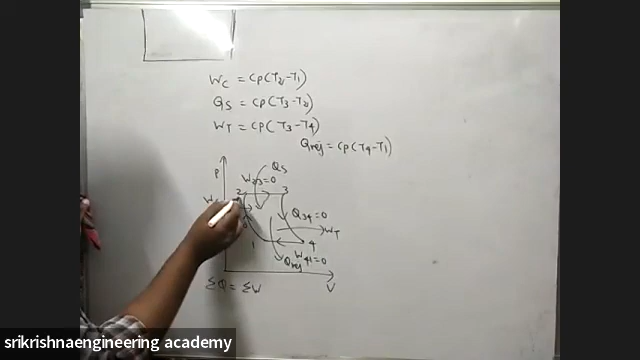 Wc = Cp(T2-T1)
Qs = Cp(T3-T2)
WT = Cp(T3-T4)
Qrej = Cp(T4-T1)
P
Qs
W23=0
2
3
Q34=0
WT
1
4
W41=0
Qrej
V
ΣQ = ΣW
srikrishnaengineering academy